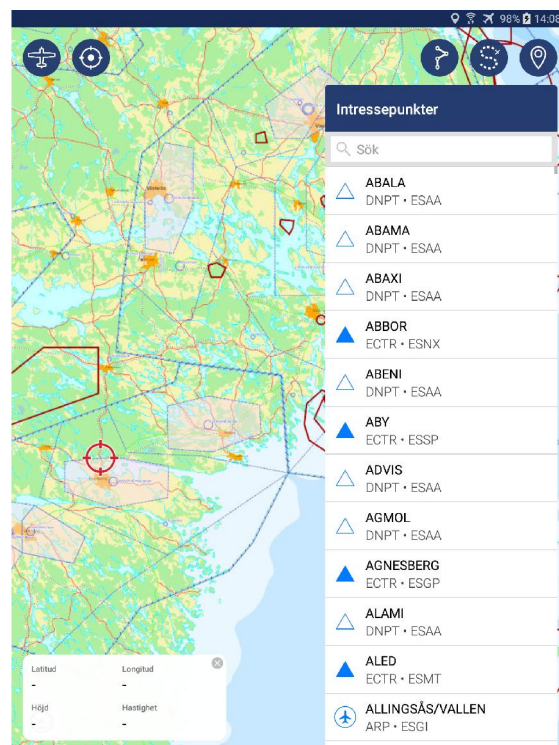 98% 14:08
Intressepunkter
Sök
ABALA
DNPT • ESAA
ABAMA
DNPT • ESAA
ABAXI
DNPT • ESAA
ABBOR
ECTR • ESNX
ABENI
DNPT • ESAA
ABY
ECTR • ESSP
ADVIS
DNPT • ESAA
AGMOL
DNPT • ESAA
AGNESBERG
ECTR • ESGP
ALAMI
DNPT • ESAA
ALED
ECTR • ESMT
ALLINGSÅS/VALLEN
ARP • ESGI
Latitud Longitud
- -
Höjd Hastighet
- -